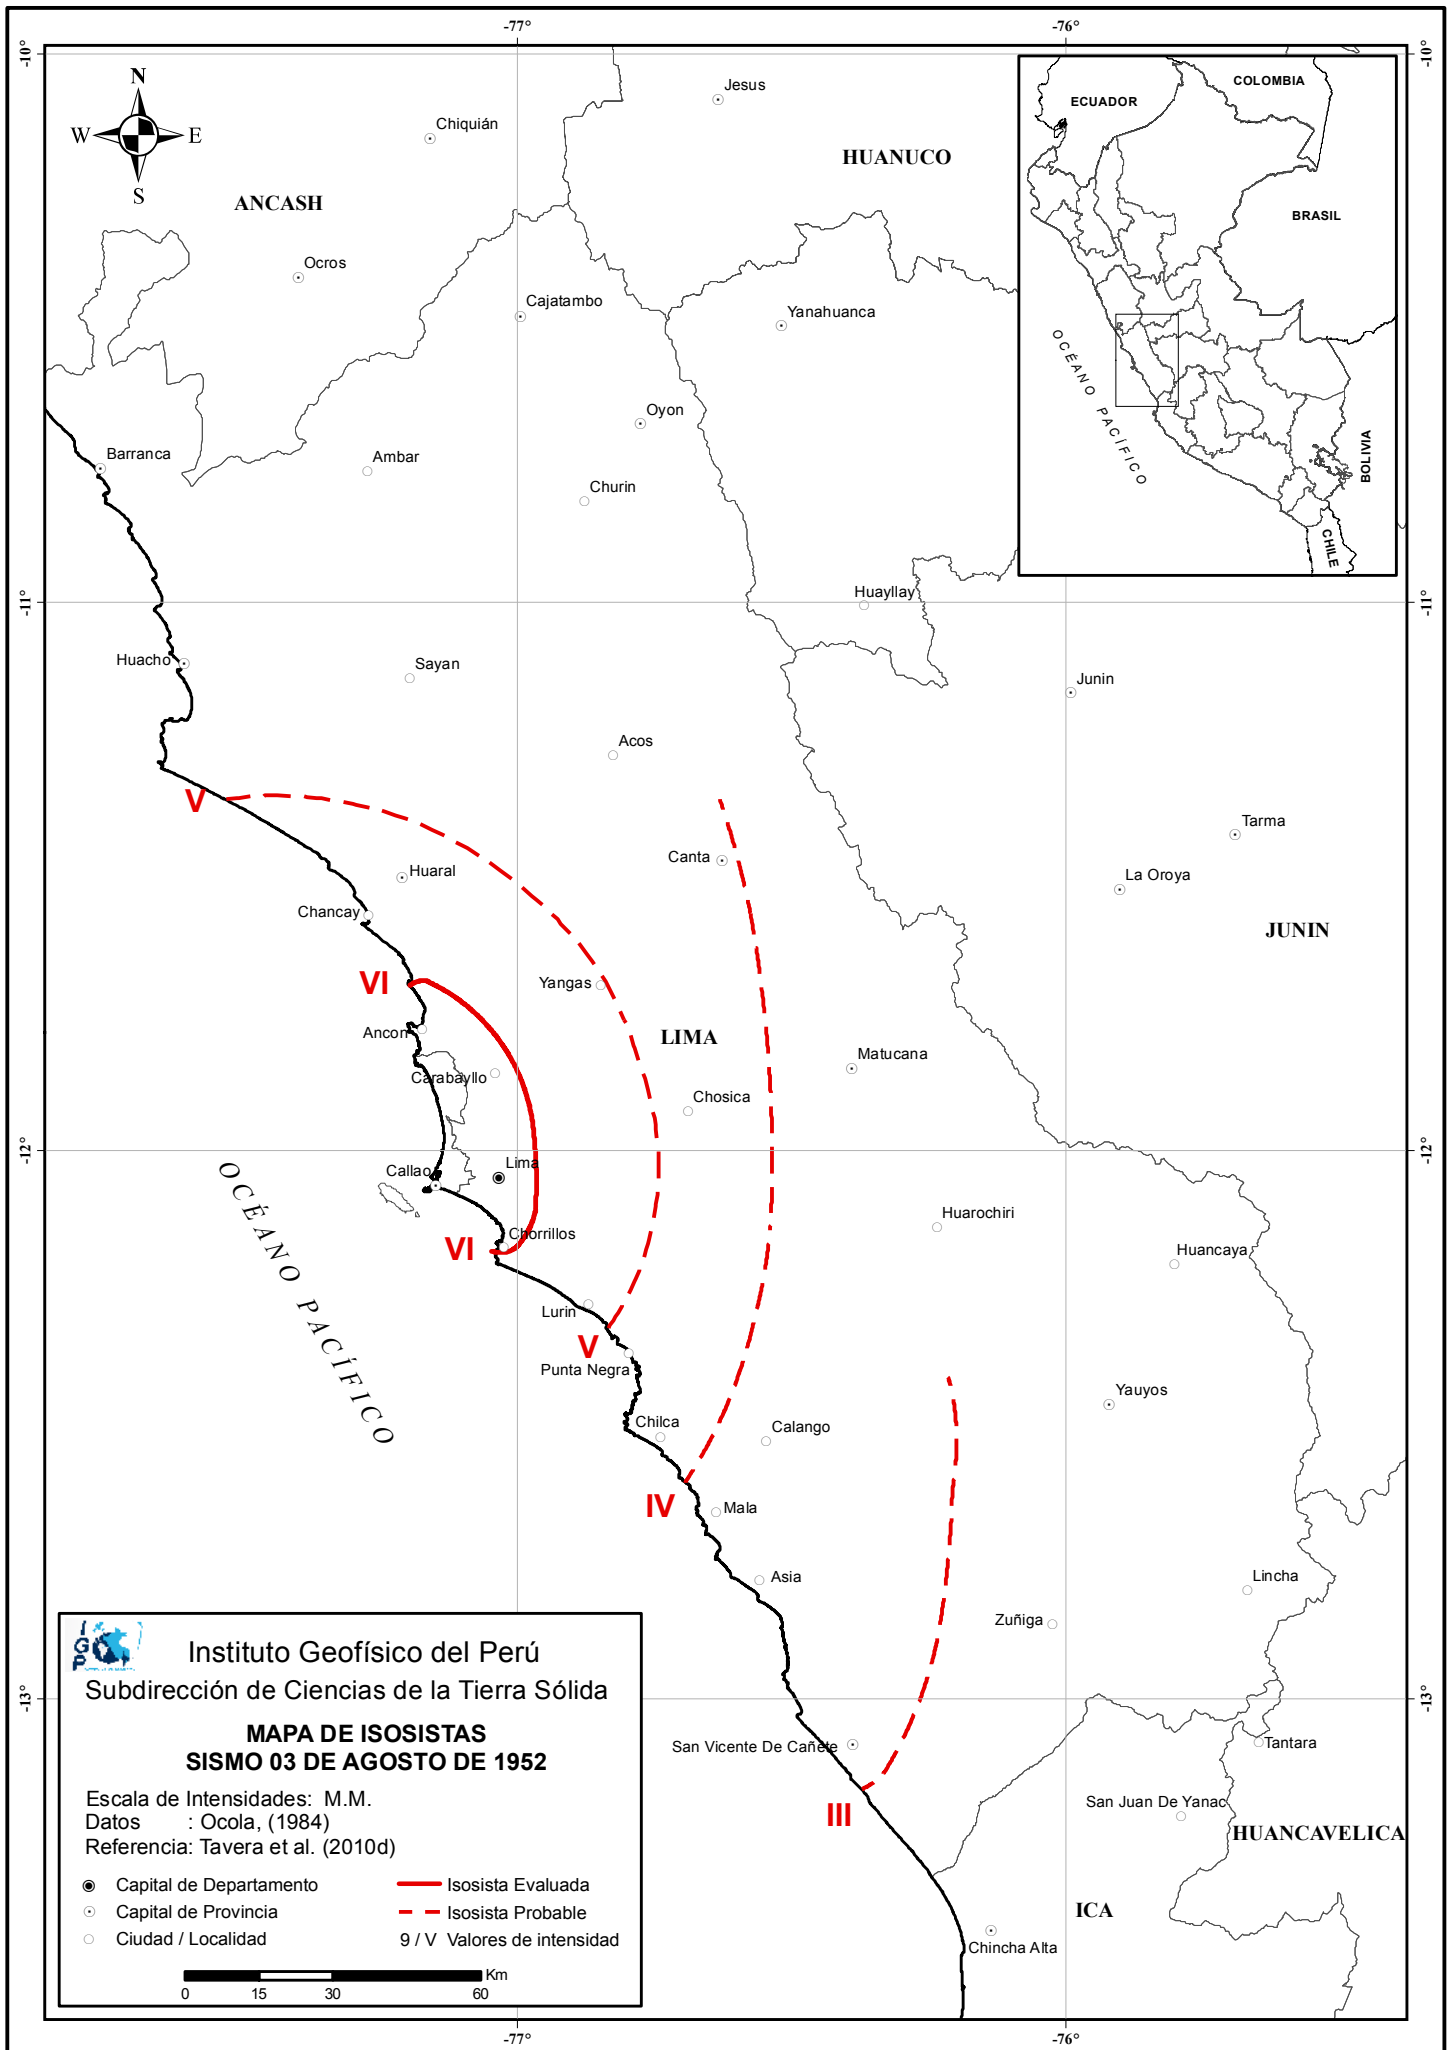 -77°
-76°
-10°
-10°
N
W
E
S
Jesus
Chiquián
HUANUCO
ANCASH
Ocros
Cajatambo
Yanahuanca
Oyon
Barranca
Ambar
Churin
COLOMBIA
ECUADOR
BRASIL
OCÉANO PACÍFICO
BOLIVIA
CHILE
-11°
-11°
Huayllay
Huacho
Sayan
Junin
Acos
V
Tarma
Canta
Huaral
La Oroya
Chancay
JUNIN
VI
Yangas
Ancon
LIMA
Matucana
Carabayllo
Chosica
-12°
-12°
Lima
Callao
OCÉANO PACÍFICO
Huarochiri
Chorrillos
VI
Huancaya
Lurin
V
Punta Negra
Yauyos
Chilca
Calango
IV
Mala
Asia
Lincha
Zuñiga
-13°
-13°
San Vicente De Cañete
Tantara
III
San Juan De Yanac
HUANCAVELICA
ICA
Chincha Alta
IGP
Instituto Geofísico del Perú
Subdirección de Ciencias de la Tierra Sólida
MAPA DE ISOSISTAS
SISMO 03 DE AGOSTO DE 1952
Escala de Intensidades: M.M.
Datos : Ocola, (1984)
Referencia: Tavera et al. (2010d)
Capital de Departamento
Isosista Evaluada
Capital de Provincia
Isosista Probable
Ciudad / Localidad
9 / V Valores de intensidad
Km
0 15 30 60
-77°
-76°